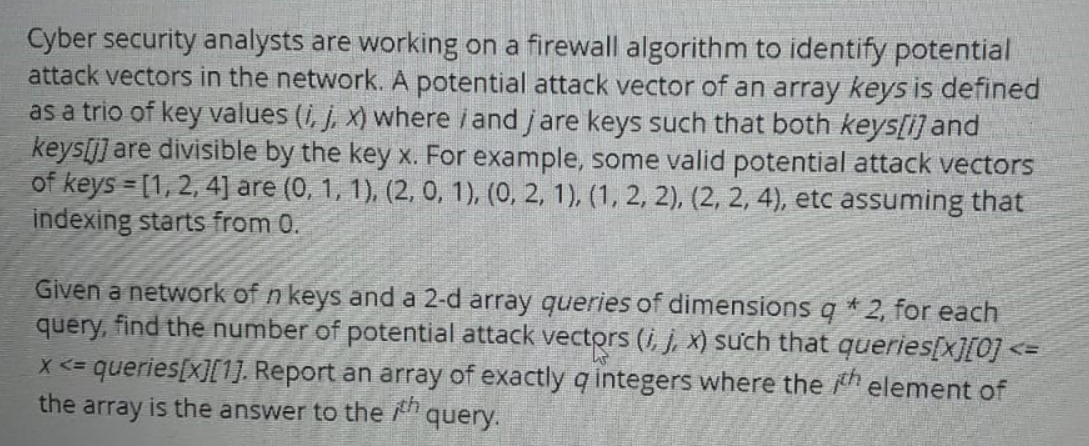 Cyber security analysts are working on a firewall algorithm to identify potential
attack vectors in the network. A potential attack vector of an array keys is defined
as a trio of key values (i, j, x) where i and j are keys such that both keys[i] and
keys[j] are divisible by the key x. For example, some valid potential attack vectors
of keys = [1, 2, 4] are (0, 1, 1), (2, 0, 1), (0, 2, 1), (1, 2, 2), (2, 2, 4), etc assuming that
indexing starts from 0.
Given a network of n keys and a 2-d array queries of dimensions q * 2, for each
query, find the number of potential attack vectors (i, j, x) such that queries[x][0] <=
x <= queries[x][1]. Report an array of exactly q integers where the ith element of
the array is the answer to the ith query.